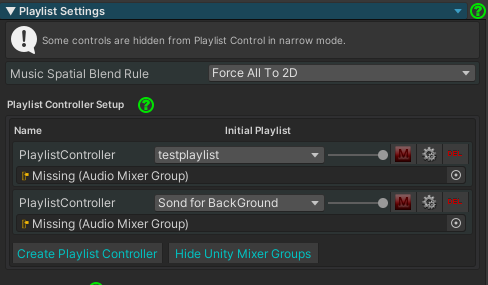 Playlist Settings ?
! Some controls are hidden from Playlist Control in narrow mode.
Music Spatial Blend Rule Force All To 2D
Playlist Controller Setup ?
Name Initial Playlist
PlaylistController testplaylist M
Missing (Audio Mixer Group)
PlaylistController Sond for BackGround M
Missing (Audio Mixer Group)
Create Playlist Controller Hide Unity Mixer Groups